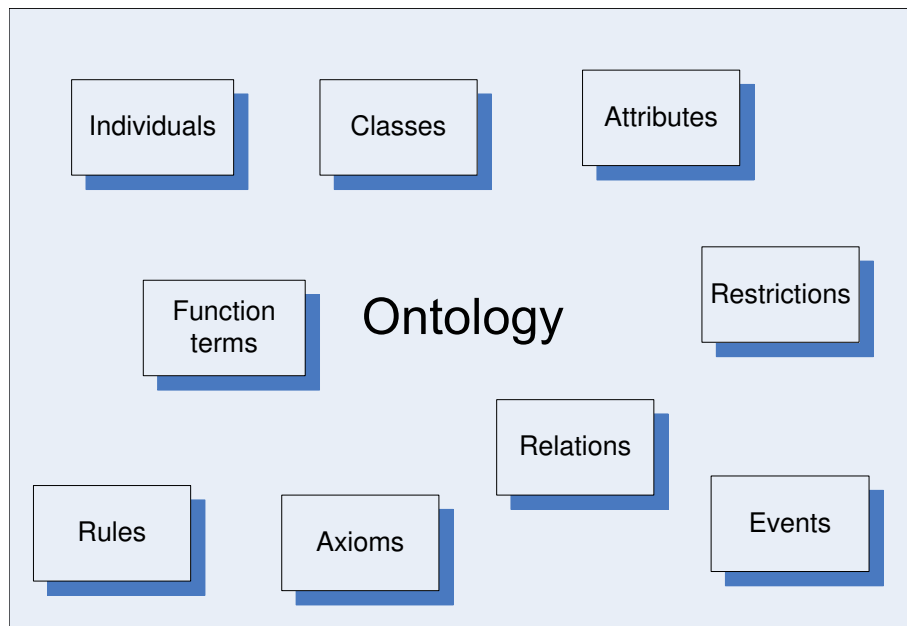 Individuals
Classes
Attributes
Function
terms
Ontology
Restrictions
Relations
Rules
Axioms
Events